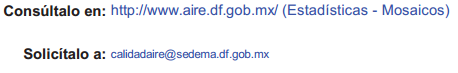 Consúltalo en: http://www.aire.df.gob.mx/ (Estadísticas - Mosaicos)
Solicítalo a: calidadaire@sedema.df.gob.mx